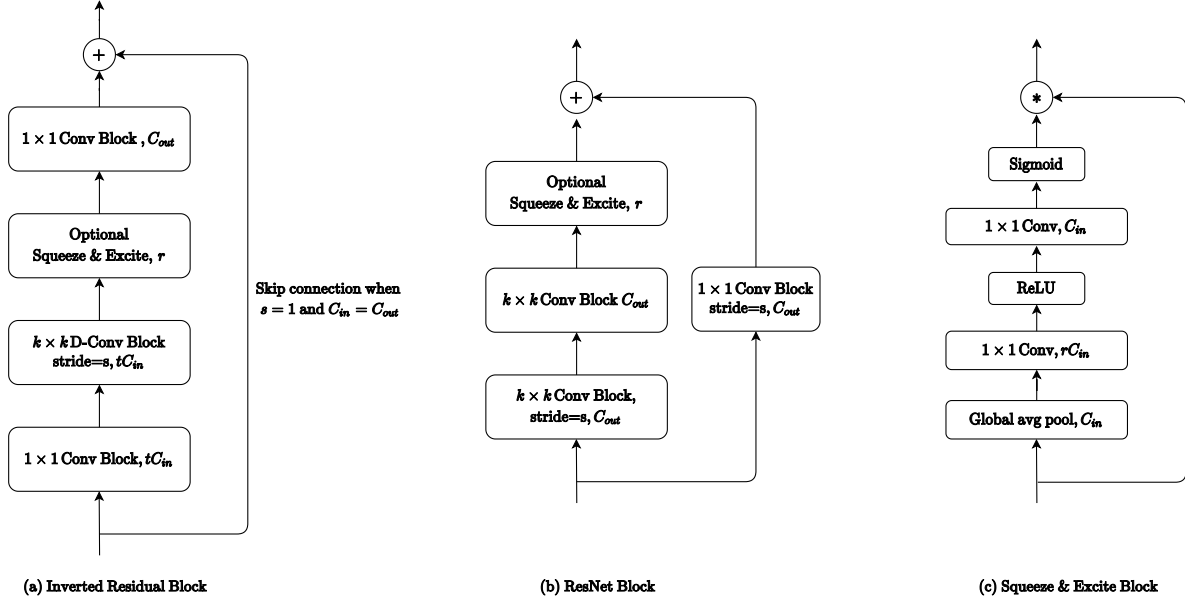 +
1 × 1 Conv Block , C_out
Optional
Squeeze & Excite, r
k × k D-Conv Block
stride=s, tC_in
1 × 1 Conv Block, tC_in
Skip connection when
s = 1 and C_in = C_out
(a) Inverted Residual Block
+
Optional
Squeeze & Excite, r
k × k Conv Block C_out
k × k Conv Block,
stride=s, C_out
1 × 1 Conv Block
stride=s, C_out
(b) ResNet Block
*
Sigmoid
1 × 1 Conv, C_in
ReLU
1 × 1 Conv, rC_in
Global avg pool, C_in
(c) Squeeze & Excite Block